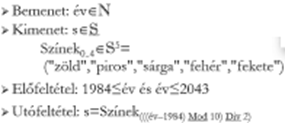 ➢ Bemenet: év∈N
➢ Kimenet: s∈S
Színek₀..₄∈S⁵=
("zöld","piros","sárga","fehér","fekete")
➢ Előfeltétel: 1984≤év és év≤2043
➢ Utófeltétel: s=Színek(((év–1984) Mod 10) Div 2)